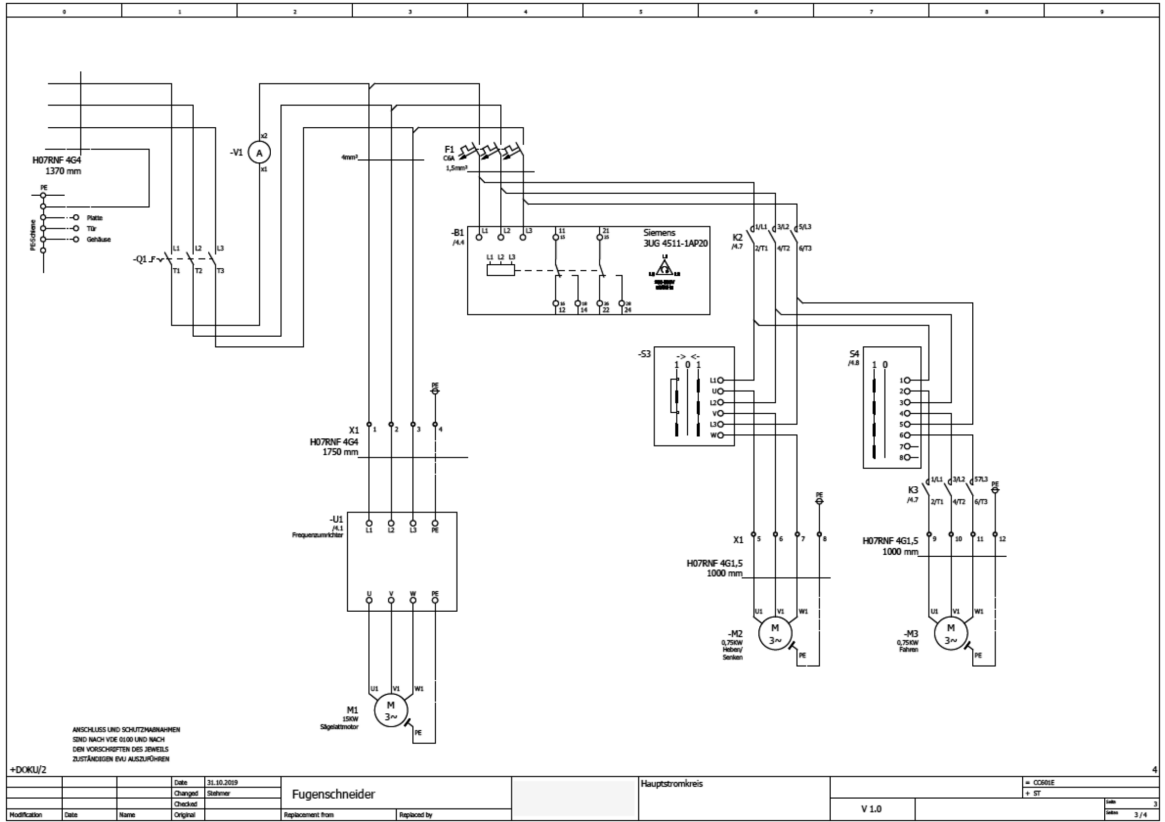 0 1 2 3 4 5 6 7 8 9
H07RNF 4G4
1370 mm
PE
PE-Schiene
Platte
Tür
Gehäuse
-Q1
L1 L2 L3
T1 T2 T3
-V1
x2
A
x1
4mm²
F1
C6A
1,5mm²
-B1
/4.4
L1 L2 L3
11
15
21
25
L1 L2 L3
Siemens
3UG 4511-1AP20
16 18 26 28
12 14 22 24
K2
/4.7
1/L1 3/L2 5/L3
2/T1 4/T2 6/T3
-S3
-> <-
1 0 1
L1
U
L2
V
L3
W
S4
/4.8
1 0
1
2
3
4
5
6
7
8
K3
/4.7
1/L1 3/L2 57L3
2/T1 4/T2 6/T3
PE
PE
X1
1 2 3 4
H07RNF 4G4
1750 mm
-U1
/4.1
Frequenzumrichter
L1 L2 L3 PE
U V W PE
U1 V1 W1
M1
15KW
Sägelattmotor
M
3~
PE
PE
X1
5 6 7 8
H07RNF 4G1,5
1000 mm
U1 V1 W1
-M2
0,75KW
Heben/
Senken
M
3~
PE
9 10 11 12
H07RNF 4G1,5
1000 mm
U1 V1 W1
-M3
0,75KW
Fahren
M
3~
PE
ANSCHLUSS UND SCHUTZMAßNAHMEN
SIND NACH VDE 0100 UND NACH
DEN VORSCHRIFTEN DES JEWEILS
ZUSTÄNDIGEN EVU AUSZUFÜHREN
+DOKU/2
4
Date 31.10.2019
Changed Stehmer
Checked
Modification Date Name Original
Fugenschneider
Replacement from Replaced by
Hauptstromkreis
V 1.0
= CC601E
+ ST
Seite 3
Seiten 3/4